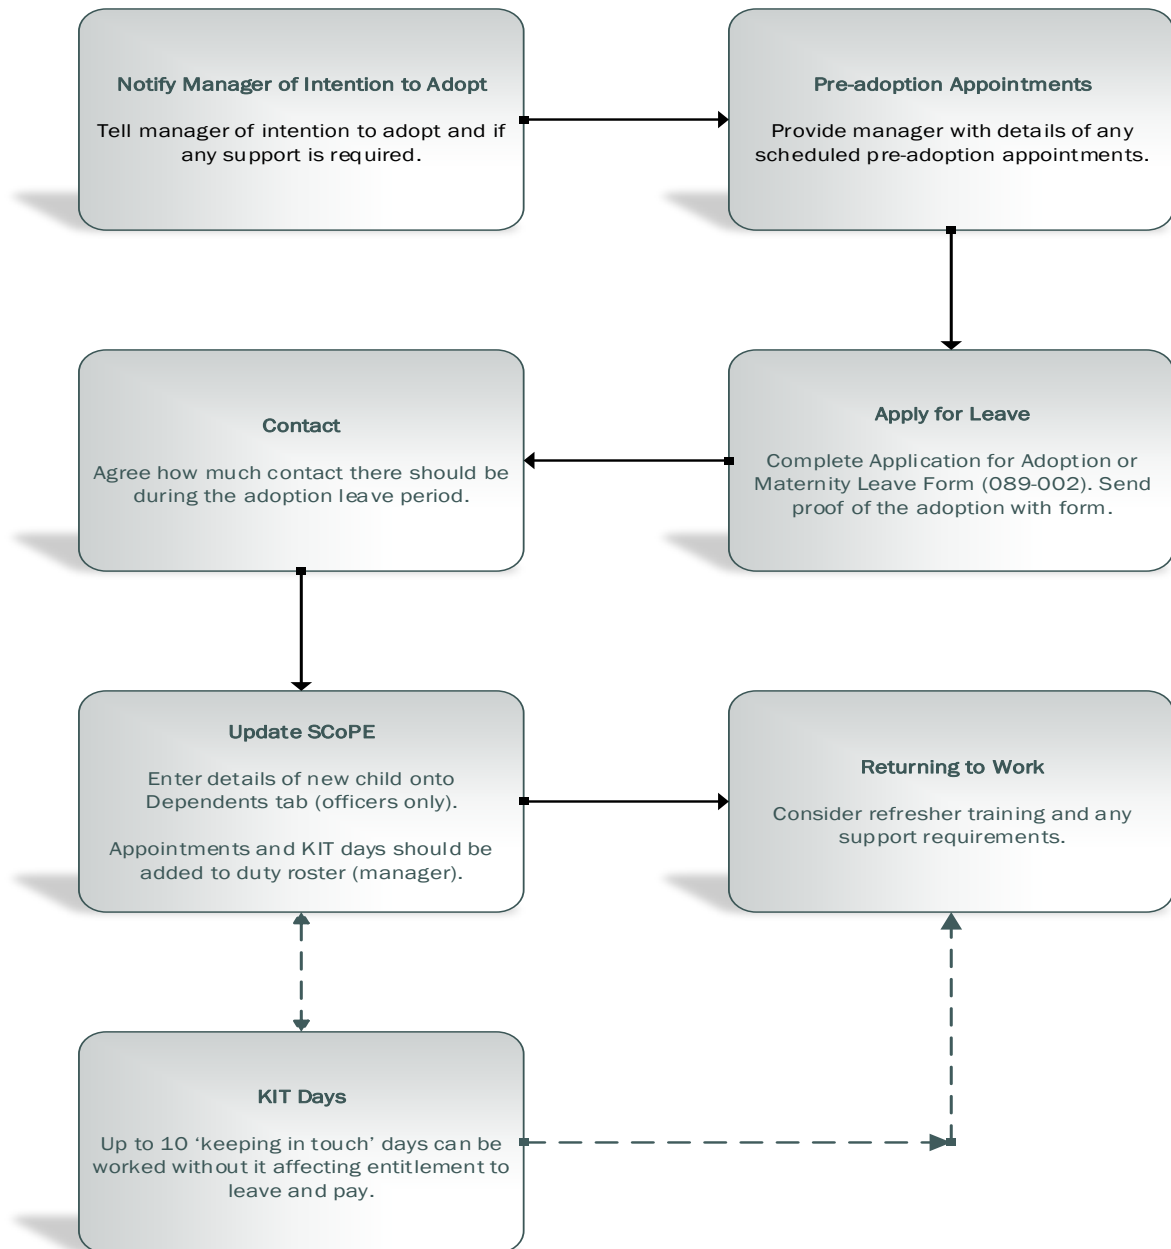 Notify Manager of Intention to Adopt
Tell manager of intention to adopt and if
any support is required.
Pre-adoption Appointments
Provide manager with details of any
scheduled pre-adoption appointments.
Apply for Leave
Complete Application for Adoption or
Maternity Leave Form (089-002). Send
proof of the adoption with form.
Contact
Agree how much contact there should be
during the adoption leave period.
Update SCoPE
Enter details of new child onto
Dependents tab (officers only).
Appointments and KIT days should be
added to duty roster (manager).
Returning to Work
Consider refresher training and any
support requirements.
KIT Days
Up to 10 ‘keeping in touch’ days can be
worked without it affecting entitlement to
leave and pay.